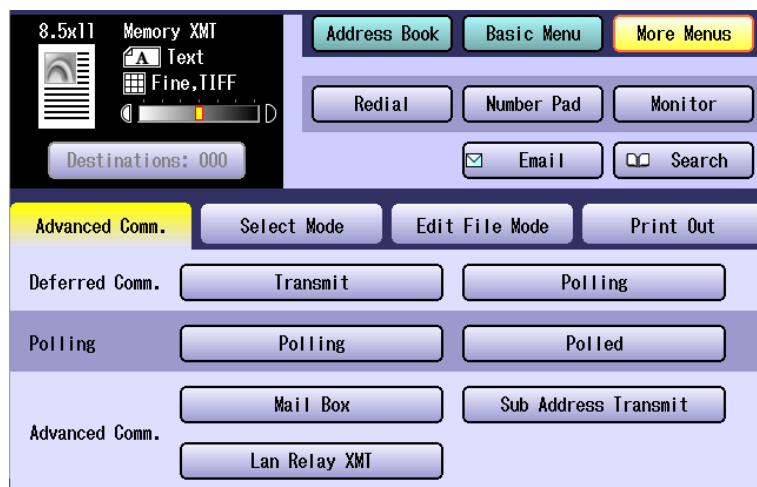 8.5x11 Memory XMT
A Text
Fine,TIFF
Destinations: 000
Address Book Basic Menu More Menus
Redial Number Pad Monitor
Email Search
Advanced Comm. Select Mode Edit File Mode Print Out
Deferred Comm. Transmit Polling
Polling Polling Polled
Advanced Comm. Mail Box Sub Address Transmit
Lan Relay XMT